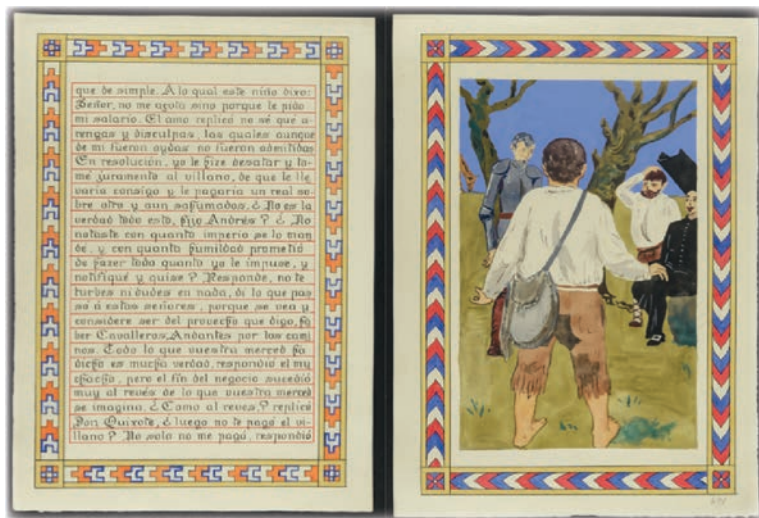 que de simple. A lo qual este niño dixo:
Señor, no me açota sino porque le pido
mi salario. El amo replicó no sé qué a-
rengas y disculpas, las quales aunque
de mi fueron oydas no fueron admitidas
En resolución, yo le hize desatar y to-
mé juramento al villano, de que le lle-
varia consigo y le pagaría un real so-
bre otro y aun safumados. ¿No es la
verdad todo esto, hijo Andrés? ¿No
notaste con quanto imperio se lo man
dé, y con quanta humildad prometió
de hazer todo quanto yo le impuse, y
notifiqué y quise? Responde, no te
turbes ni dudes en nada, di lo que pas
só á estos señores, porque se vea y
considere ser del provecho que digo, ha
ber Cavalleros Andantes por los cami
nos. Todo lo que vuestra merced ha
dicho es mucha verdad, respondió el mu
chacho, pero el fin del negocio sucedió
muy al revés de lo que vuestra merced
se imagina. ¿Como al reves? replicó
Don Quixote, ¿luego no te pagó el vi-
llano? No solo no me pagó, respondió